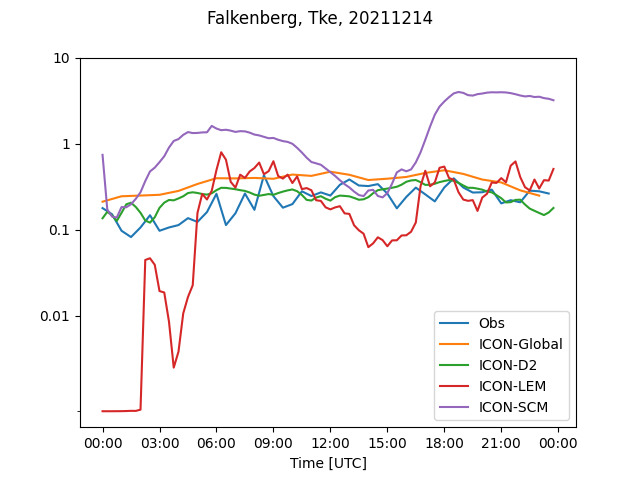 Falkenberg, Tke, 20211214
10
1
0.1
0.01
Obs
ICON-Global
ICON-D2
ICON-LEM
ICON-SCM
00:00 03:00 06:00 09:00 12:00 15:00 18:00 21:00 00:00
Time [UTC]